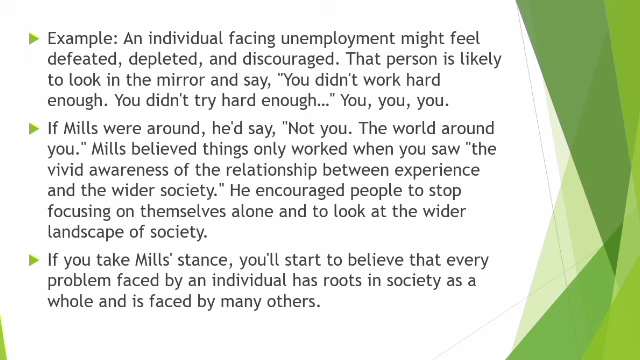 Example: An individual facing unemployment might feel
defeated, depleted, and discouraged. That person is likely
to look in the mirror and say, "You didn't work hard
enough. You didn't try hard enough…" You, you, you.
If Mills were around, he'd say, "Not you. The world around
you." Mills believed things only worked when you saw "the
vivid awareness of the relationship between experience
and the wider society." He encouraged people to stop
focusing on themselves alone and to look at the wider
landscape of society.
If you take Mills' stance, you'll start to believe that every
problem faced by an individual has roots in society as a
whole and is faced by many others.